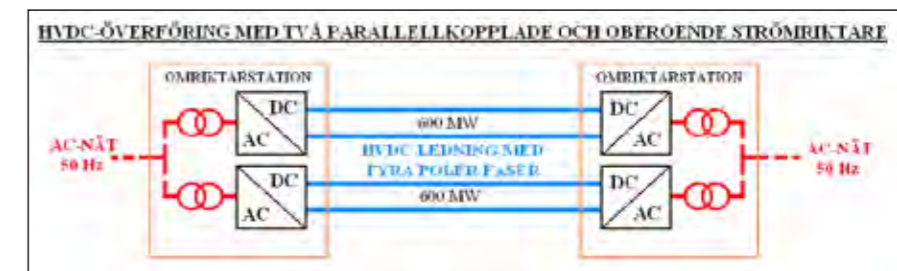 HVDC-ÖVERFÖRING MED TVÅ PARALLELLKOPPLADE OCH OBEROENDE STRÖMRIKTARE
OMRIKTARSTATION
OMRIKTARSTATION
DC
AC
600 MW
DC
AC
AC-NÄT
50 Hz
HVDC LEDNING MED
FYRA POLER FASER
AC-NÄT
50 Hz
DC
AC
600 MW
DC
AC